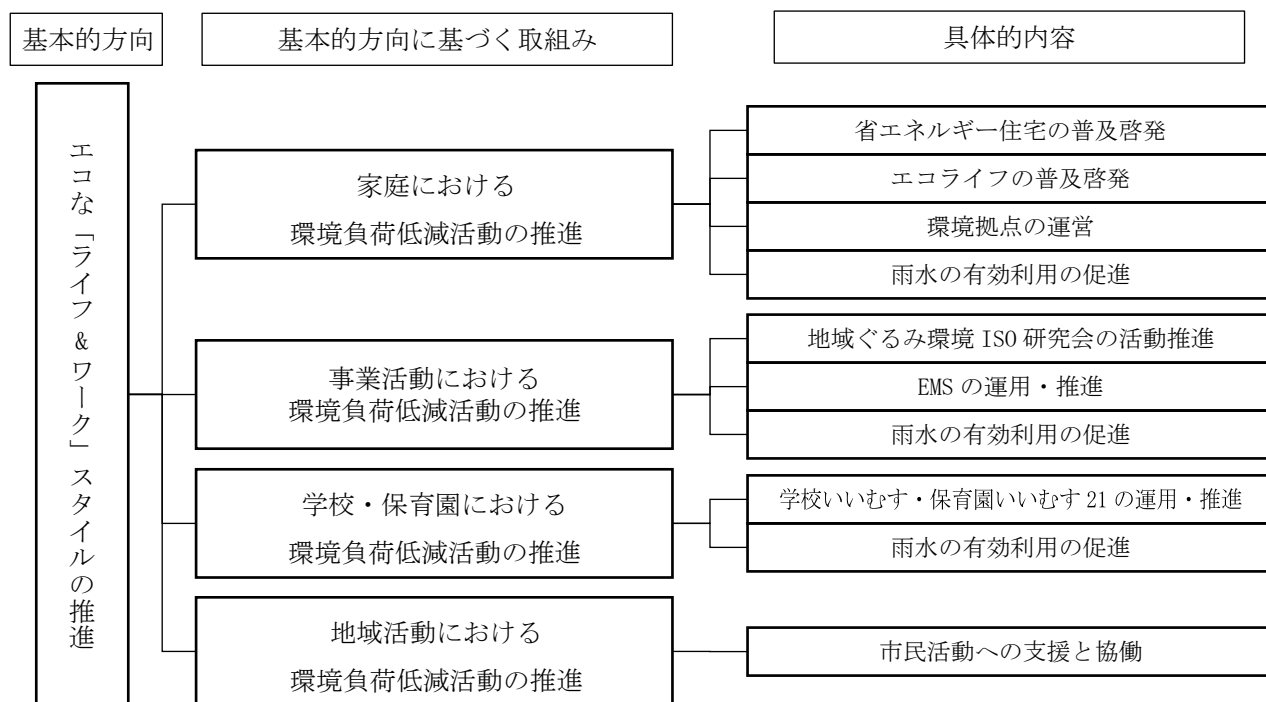 基本的方向
基本的方向に基づく取組み
具体的内容
エコな「ライフ&ワーク」スタイルの推進
家庭における
環境負荷低減活動の推進
省エネルギー住宅の普及啓発
エコライフの普及啓発
環境拠点の運営
雨水の有効利用の促進
事業活動における
環境負荷低減活動の推進
地域ぐるみ環境 ISO 研究会の活動推進
EMS の運用・推進
雨水の有効利用の促進
学校・保育園における
環境負荷低減活動の推進
学校いいむす・保育園いいむす 21 の運用・推進
雨水の有効利用の促進
地域活動における
環境負荷低減活動の推進
市民活動への支援と協働